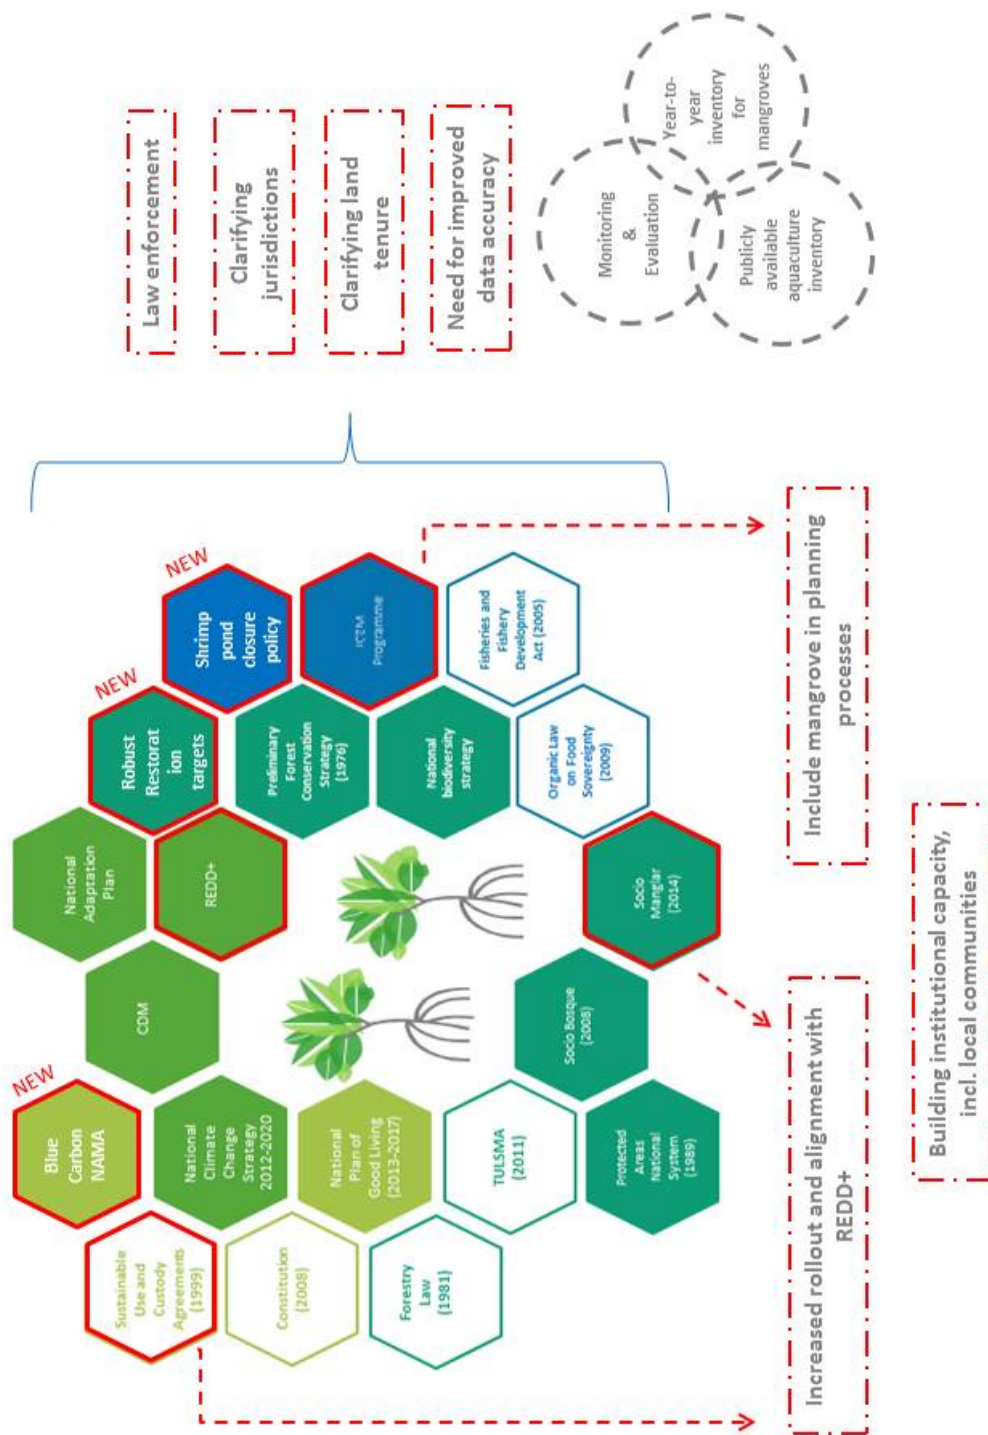 NEW
Blue
Carbon
NAMA
CDM
National
Adaptation
Plan
NEW
Robust
Restorat
ion
targets
NEW
Shrimp
pond
closure
policy
Sustainable
Use and
Custody
Agreements
(1999)
National
Climate
Change
Strategy
2012-2020
REDD+
Preliminary
Forest
Conservation
Strategy
(1976)
Programme
Constitution
(2008)
National
Plan of
Good Living
(2013-2017)
National
biodiversity
strategy
Fisheries and
Fishery
Development
Act (2005)
Forestry
Law
(1981)
TULSMA
(2011)
Organic Law
on Food
Sovereignty
(2009)
Protected
Areas
National
System
(1989)
Socio Bosque
(2008)
Socio
Manglar
(2014)
Law enforcement
Clarifying
jurisdictions
Clarifying land
tenure
Need for improved
data accuracy
Monitoring
&
Evaluation
Year-to-
year
inventory
for
mangroves
Publicly
available
aquaculture
inventory
Increased rollout and alignment with
REDD+
Include mangrove in planning
processes
Building institutional capacity,
incl. local communities